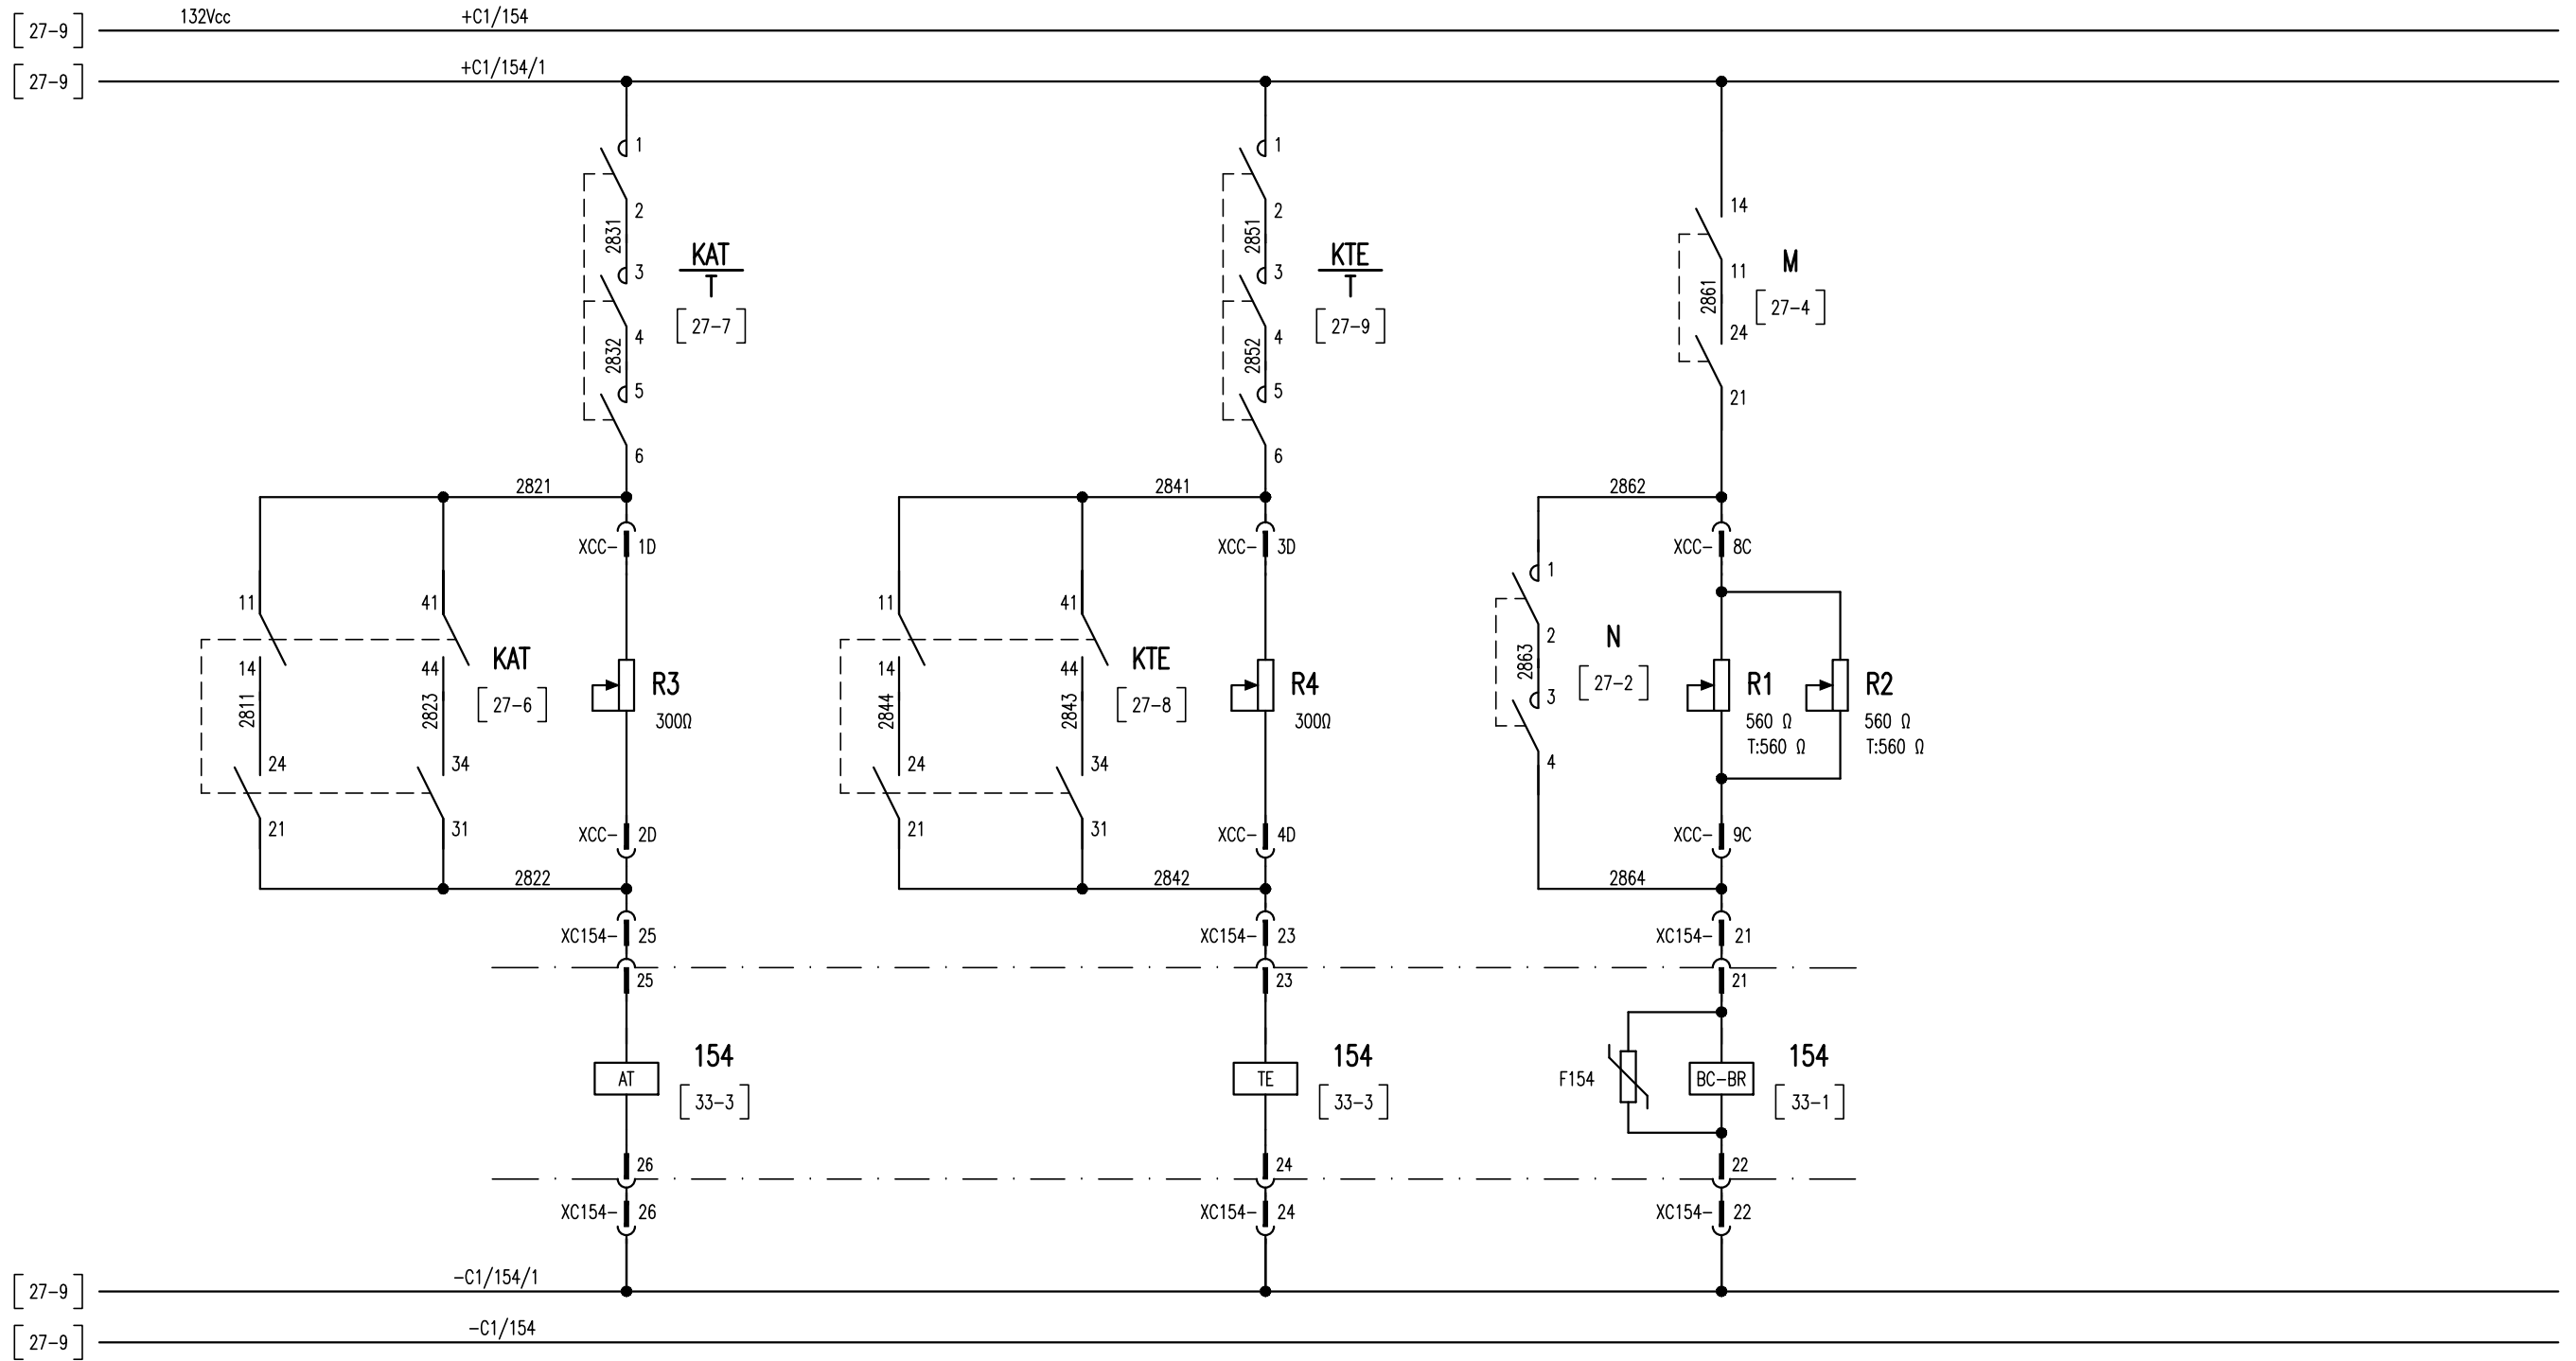 132Vcc
+C1/154
[27-9]
+C1/154/1
[27-9]
1
2
2831
3
KAT
T
[27-7]
4
2832
5
6
2821
XCC- 1D
11
41
14
44
KAT
[27-6]
2811
2823
R3
300Ω
24
34
21
31
XCC- 2D
2822
XC154- 25
25
154
AT
[33-3]
26
XC154- 26
1
2
2851
3
KTE
T
[27-9]
4
2852
5
6
2841
XCC- 3D
11
41
14
44
KTE
[27-8]
2844
2843
R4
300Ω
24
34
21
31
XCC- 4D
2842
XC154- 23
23
154
TE
[33-3]
24
XC154- 24
14
11
M
[27-4]
2861
24
21
2862
XCC- 8C
1
2
N
[27-2]
2863
3
4
R1
560 Ω
T:560 Ω
R2
560 Ω
T:560 Ω
XCC- 9C
2864
XC154- 21
21
F154
154
BC-BR
[33-1]
22
XC154- 22
-C1/154/1
[27-9]
-C1/154
[27-9]